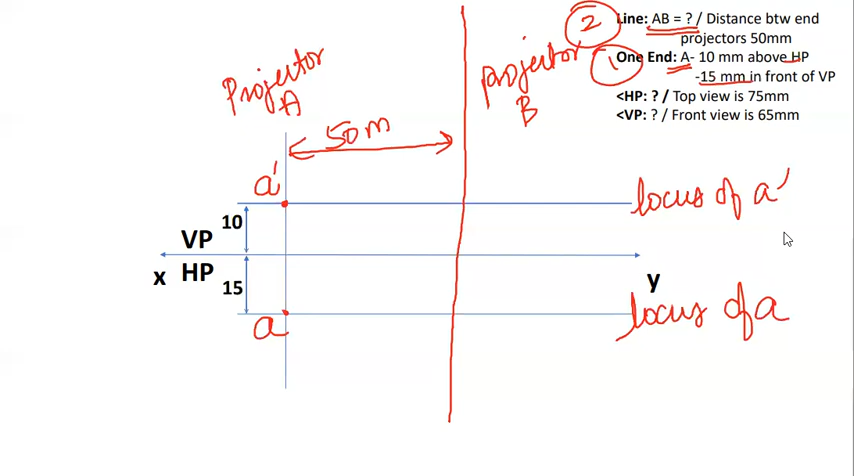 2
Line: AB = ? / Distance btw end
projectors 50mm
1
One End: A- 10 mm above HP
-15 mm in front of VP
<HP: ? / Top view is 75mm
<VP: ? / Front view is 65mm
Projector
A
projector
B
50m
a'
locus of a'
10
VP
x
HP
y
15
a
locus of a